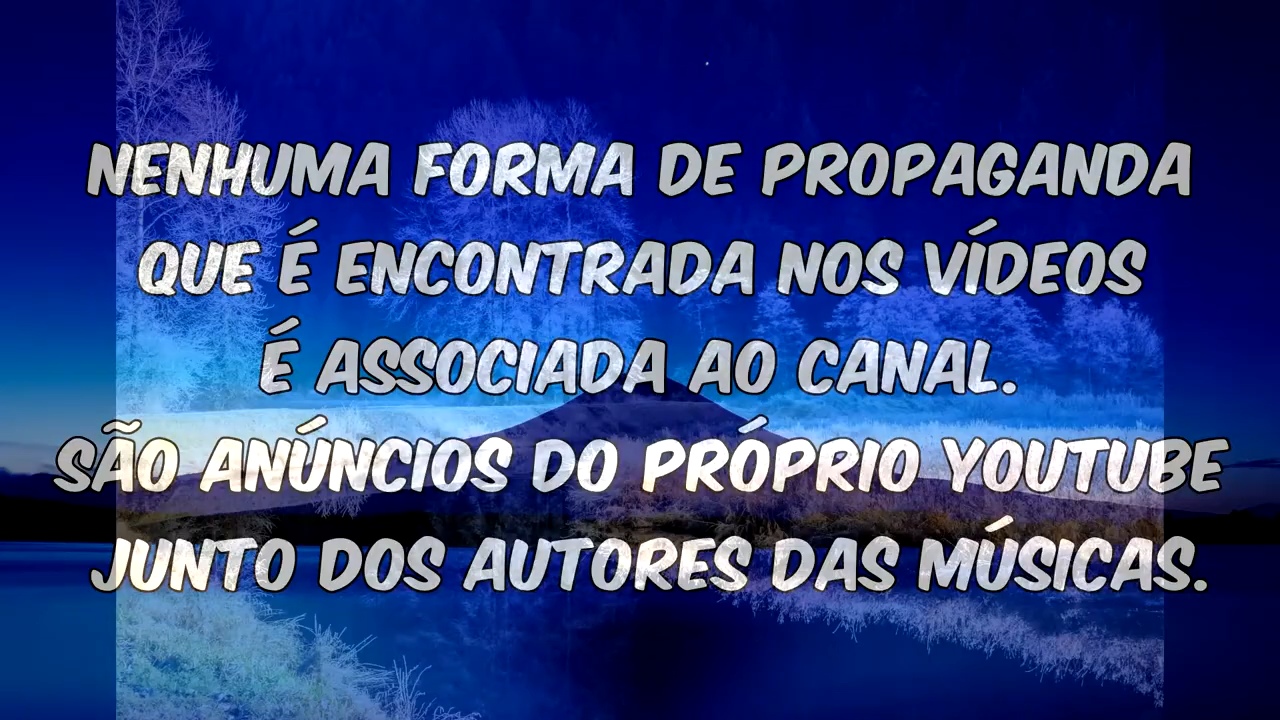 NENHUMA FORMA DE PROPAGANDA
QUE É ENCONTRADA NOS VÍDEOS
É ASSOCIADA AO CANAL.
SÃO ANÚNCIOS DO PRÓPRIO YOUTUBE
JUNTO DOS AUTORES DAS MÚSICAS.